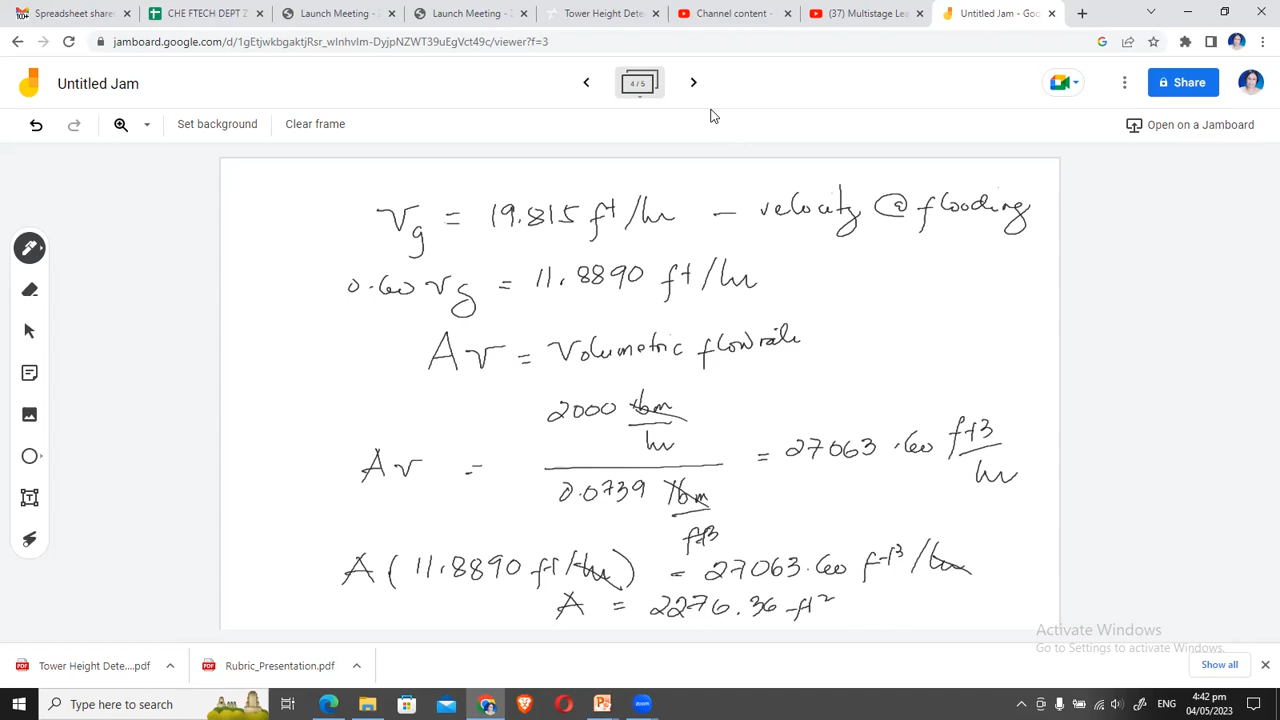 Spreadsheet share
CHE FTECH DEPT
Launch Meeting -
Launch Meeting -
Tower Height Dete
Channel content -
(37) Multistage Le
Untitled Jam - Goo
jamboard.google.com/d/1gEtjwkbgaktjRsr_wInhvIm-DyjpNZWT39uEgVct49c/viewer?f=3
Untitled Jam
4 / 5
Share
Set background
Clear frame
Open on a Jamboard
Vg = 19.815 ft/hr - velocity @ flooding
0.60 Vg = 11.8890 ft/hr
Av = Volumetric flowrate
2000 lbm/hr
Av = = 27063.60 ft3/hr
0.0739 lbm/ft3
A (11.8890 ft/hr) = 27063.60 ft3/hr
A = 2276.36 ft2
Activate Windows
Go to Settings to activate Windows.
Tower Height Dete....pdf
Rubric_Presentation.pdf
Show all
Type here to search
ENG
4:42 pm
04/05/2023